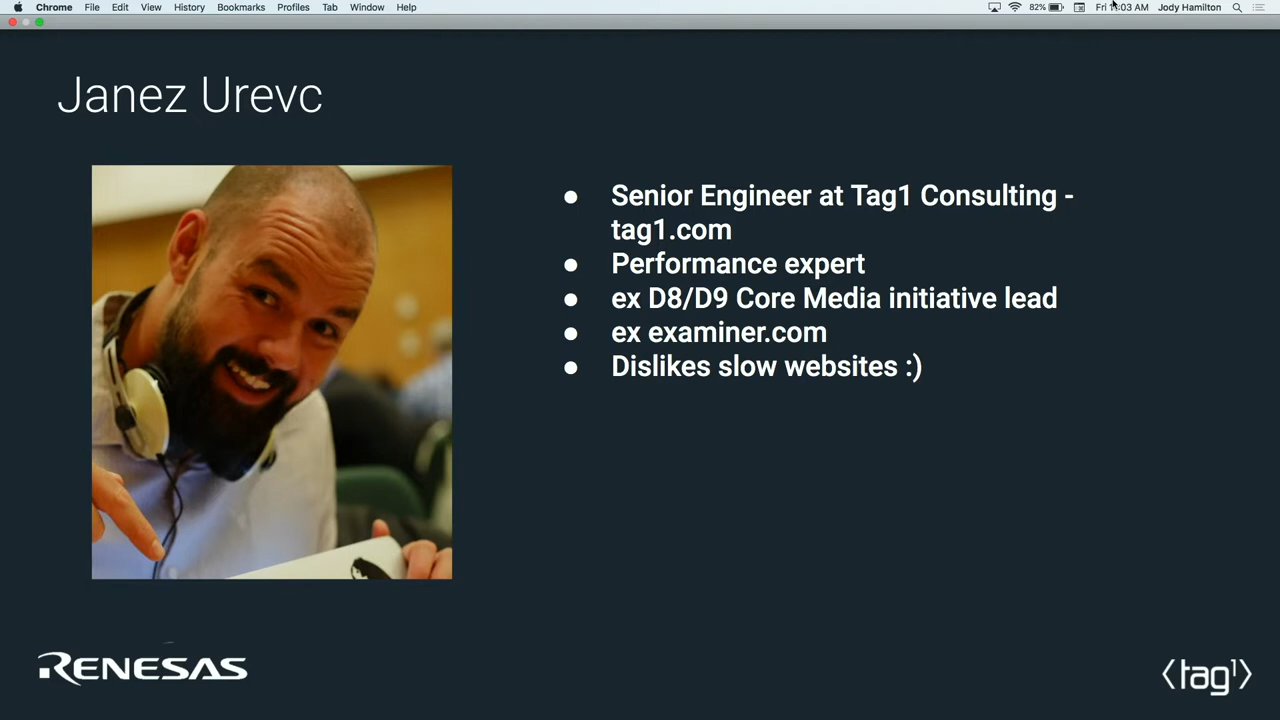 Chrome File Edit View History Bookmarks Profiles Tab Window Help 82% Jody Hamilton
Janez Urevc
● Senior Engineer at Tag1 Consulting -
tag1.com
● Performance expert
● ex D8/D9 Core Media initiative lead
● ex examiner.com
● Dislikes slow websites :)
RENESAS
<tag1>